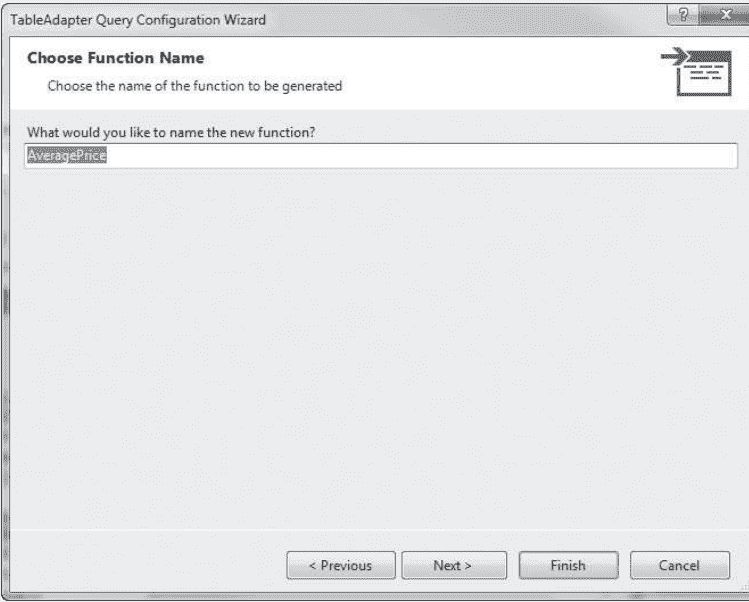 TableAdapter Query Configuration Wizard
Choose Function Name
Choose the name of the function to be generated
What would you like to name the new function?
AveragePrice
< Previous
Next >
Finish
Cancel